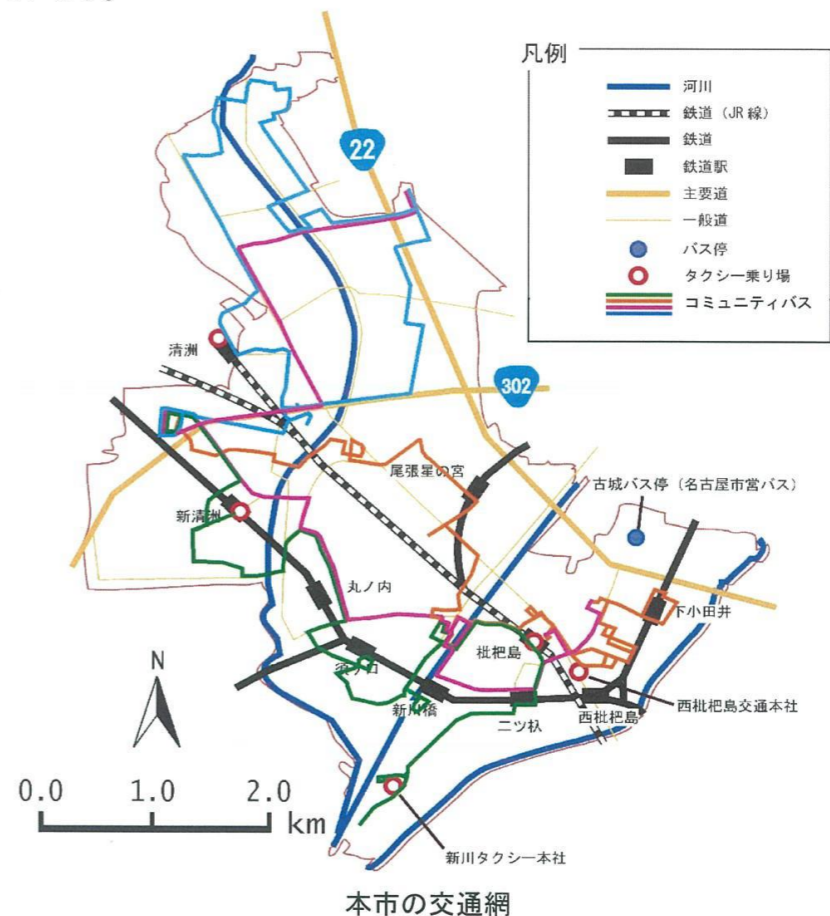 凡例
河川
鉄道（JR 線）
鉄道
鉄道駅
主要道
一般道
バス停
タクシー乗り場
コミュニティバス
22
清洲
302
尾張星の宮
古城バス停（名古屋市営バス）
新清洲
丸ノ内
下小田井
枇杷島
須ケ口
N
新川橋
二ツ杁
西枇杷島
西枇杷島交通本社
0.0 1.0 2.0
km
新川タクシー本社
本市の交通網